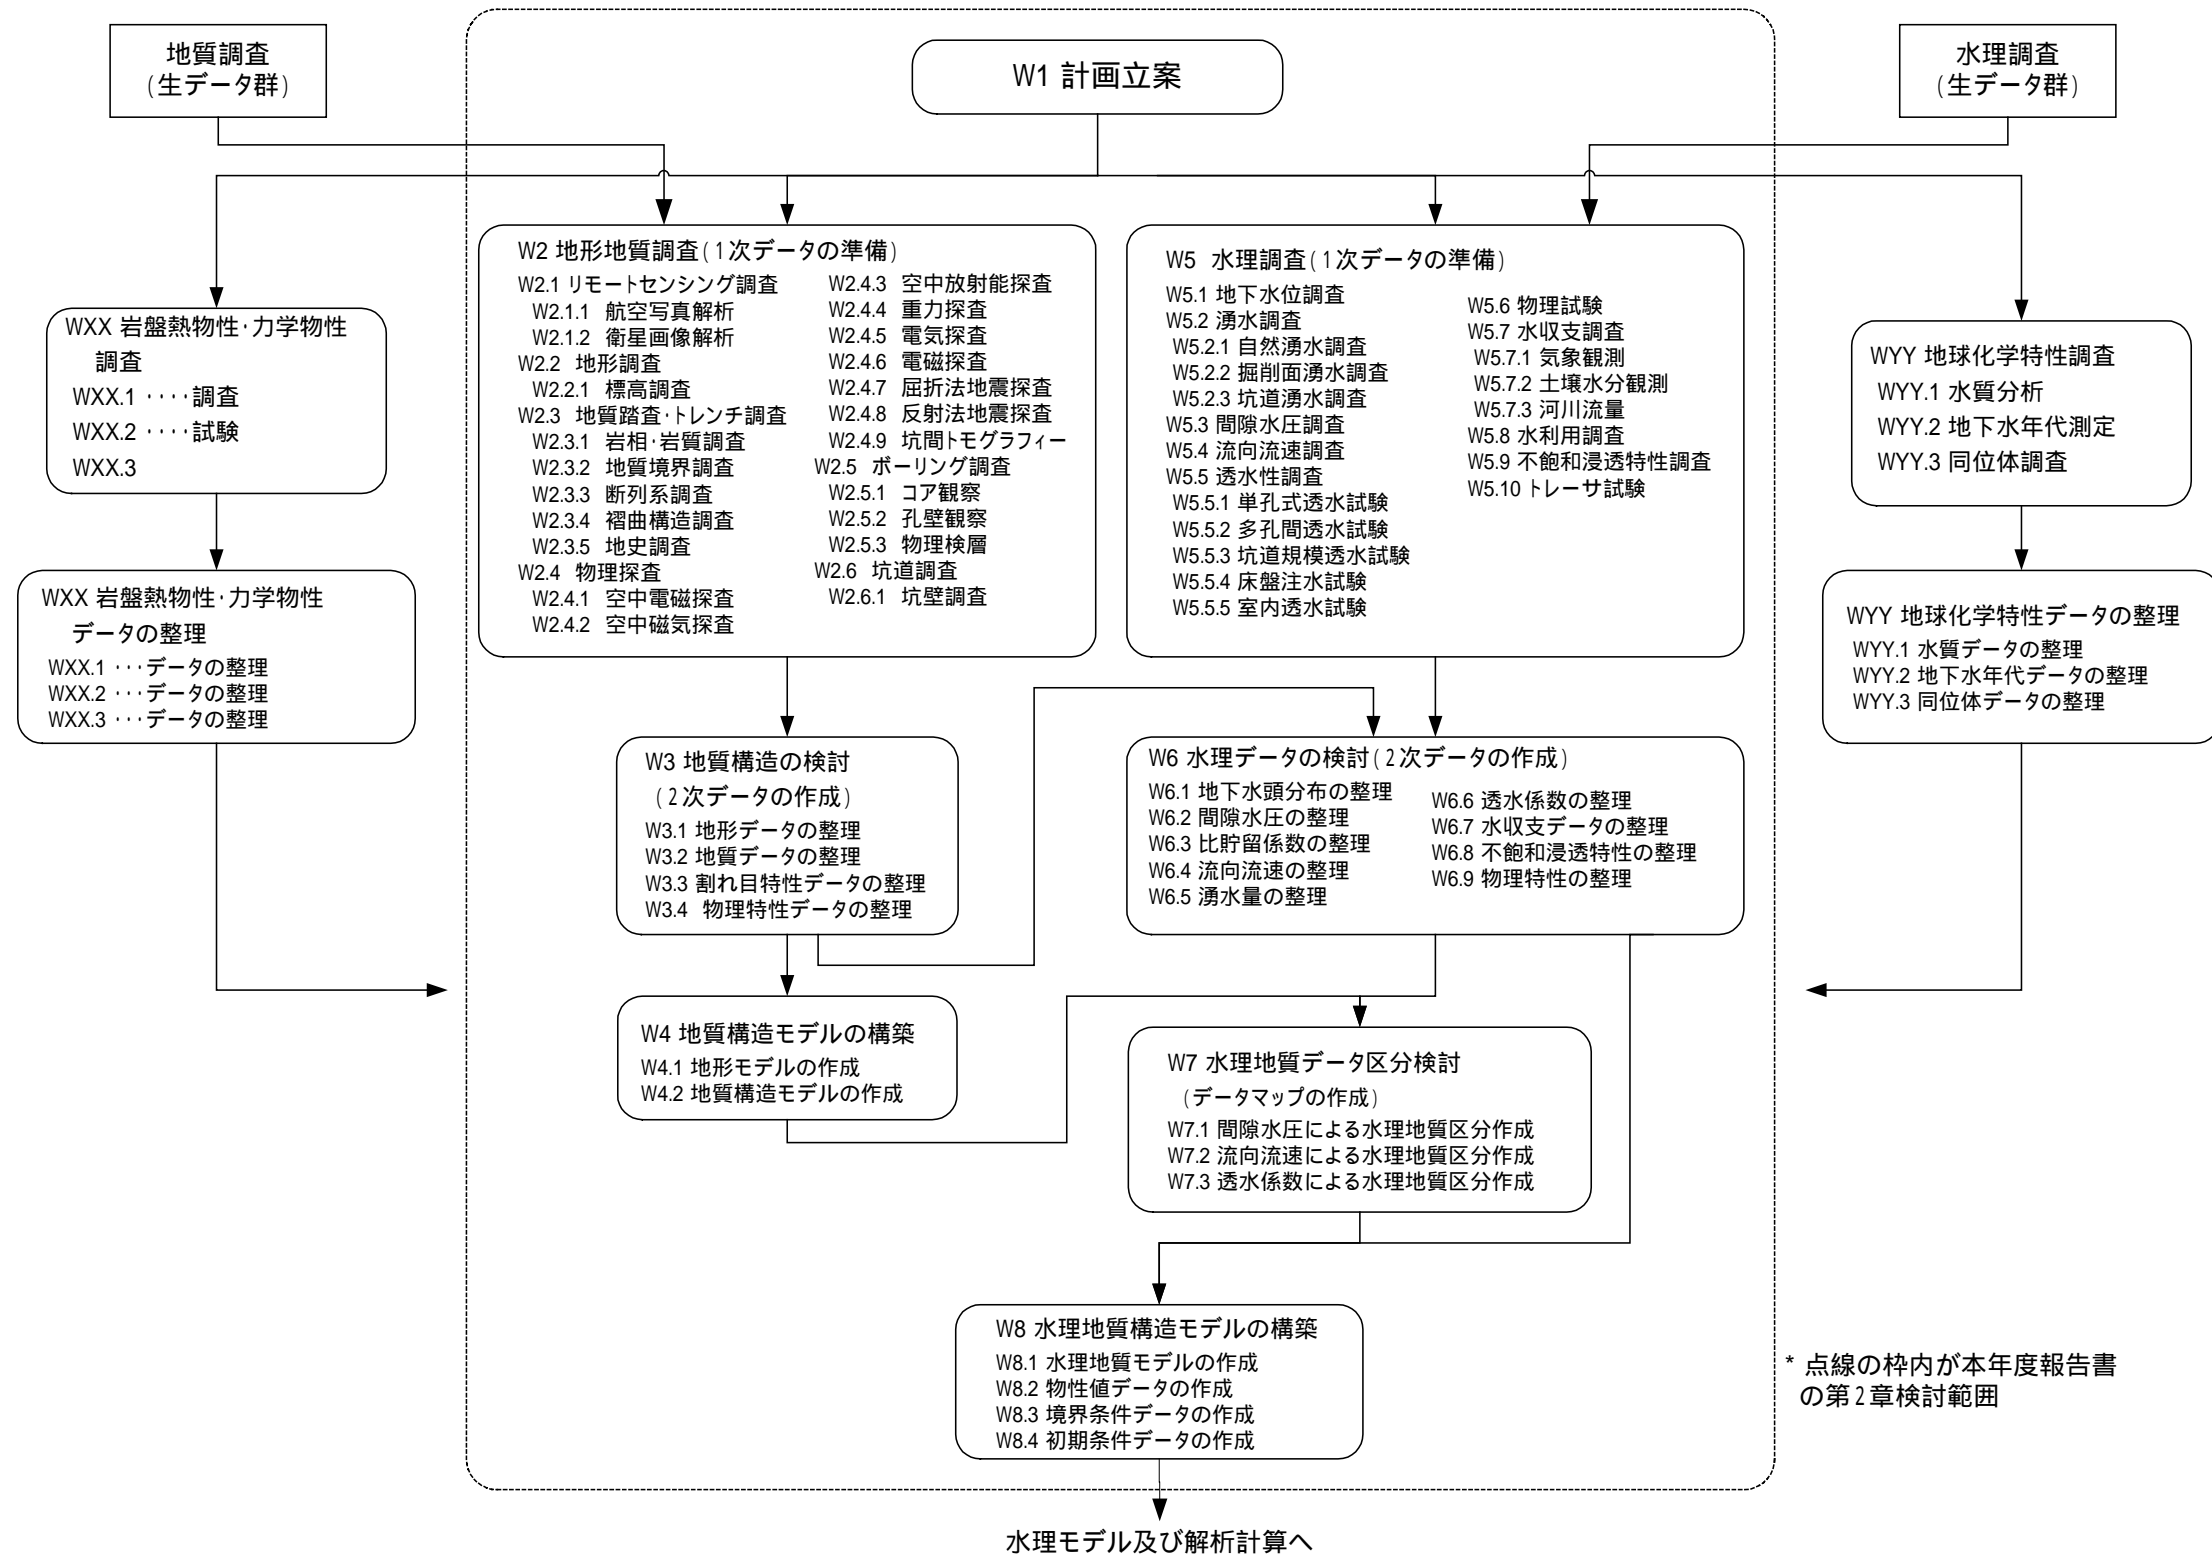 地質調査
(生データ群)
W1 計画立案
水理調査
(生データ群)
W2 地形地質調査(1次データの準備)
W2.1 リモートセンシング調査
W2.1.1 航空写真解析
W2.1.2 衛星画像解析
W2.2 地形調査
W2.2.1 標高調査
W2.3 地質踏査・トレンチ調査
W2.3.1 岩相・岩質調査
W2.3.2 地質境界調査
W2.3.3 断列系調査
W2.3.4 褶曲構造調査
W2.3.5 地史調査
W2.4 物理探査
W2.4.1 空中電磁探査
W2.4.2 空中磁気探査
W2.4.3 空中放射能探査
W2.4.4 重力探査
W2.4.5 電気探査
W2.4.6 電磁探査
W2.4.7 屈折法地震探査
W2.4.8 反射法地震探査
W2.4.9 坑間トモグラフィー
W2.5 ボーリング調査
W2.5.1 コア観察
W2.5.2 孔壁観察
W2.5.3 物理検層
W2.6 坑道調査
W2.6.1 坑壁調査
W5 水理調査(1次データの準備)
W5.1 地下水位調査
W5.2 湧水調査
W5.2.1 自然湧水調査
W5.2.2 掘削面湧水調査
W5.2.3 坑道湧水調査
W5.3 間隙水圧調査
W5.4 流向流速調査
W5.5 透水性調査
W5.5.1 単孔式透水試験
W5.5.2 多孔間透水試験
W5.5.3 坑道規模透水試験
W5.5.4 床盤注水試験
W5.5.5 室内透水試験
W5.6 物理試験
W5.7 水収支調査
W5.7.1 気象観測
W5.7.2 土壌水分観測
W5.7.3 河川流量
W5.8 水利用調査
W5.9 不飽和浸透特性調査
W5.10 トレーサ試験
WXX 岩盤熱物性・力学物性
調査
WXX.1 ・・・・調査
WXX.2 ・・・・試験
WXX.3
WYY 地球化学特性調査
WYY.1 水質分析
WYY.2 地下水年代測定
WYY.3 同位体調査
WXX 岩盤熱物性・力学物性
データの整理
WXX.1 ・・・データの整理
WXX.2 ・・・データの整理
WXX.3 ・・・データの整理
WYY 地球化学特性データの整理
WYY.1 水質データの整理
WYY.2 地下水年代データの整理
WYY.3 同位体データの整理
W3 地質構造の検討
(2次データの作成)
W3.1 地形データの整理
W3.2 地質データの整理
W3.3 割れ目特性データの整理
W3.4 物理特性データの整理
W6 水理データの検討(2次データの作成)
W6.1 地下水頭分布の整理
W6.2 間隙水圧の整理
W6.3 比貯留係数の整理
W6.4 流向流速の整理
W6.5 湧水量の整理
W6.6 透水係数の整理
W6.7 水収支データの整理
W6.8 不飽和浸透特性の整理
W6.9 物理特性の整理
W4 地質構造モデルの構築
W4.1 地形モデルの作成
W4.2 地質構造モデルの作成
W7 水理地質データ区分検討
(データマップの作成)
W7.1 間隙水圧による水理地質区分作成
W7.2 流向流速による水理地質区分作成
W7.3 透水係数による水理地質区分作成
W8 水理地質構造モデルの構築
W8.1 水理地質モデルの作成
W8.2 物性値データの作成
W8.3 境界条件データの作成
W8.4 初期条件データの作成
* 点線の枠内が本年度報告書
の第2章検討範囲
水理モデル及び解析計算へ